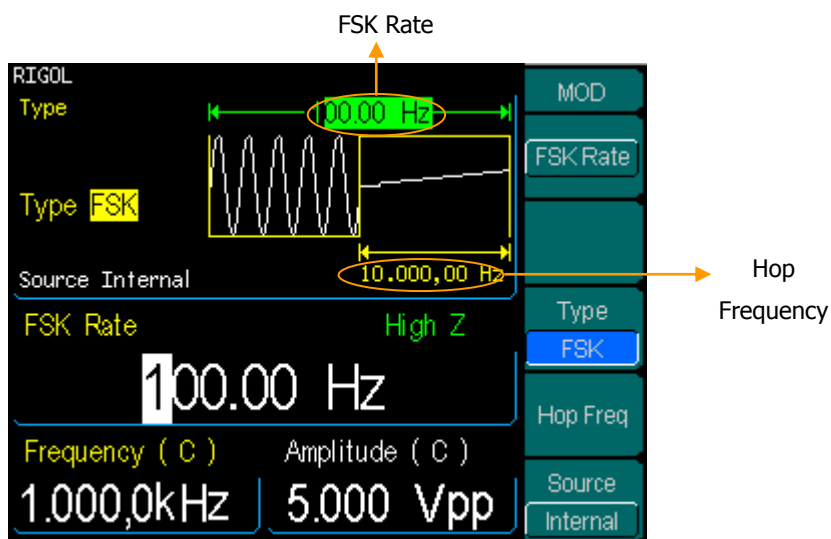 FSK Rate
RIGOL
Type
100.00 Hz
Type FSK
Source Internal
10.000,00 Hz
Hop
Frequency
FSK Rate
High Z
100.00 Hz
Frequency ( C )
Amplitude ( C )
1.000,0kHz
5.000 Vpp
MOD
FSK Rate
Type
FSK
Hop Freq
Source
Internal